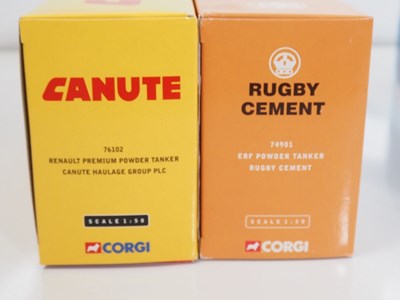 CANUTE
76102
RENAULT PREMIUM POWDER TANKER
CANUTE HAULAGE GROUP PLC
SCALE 1:50
CORGI
RUGBY
CEMENT
74901
ERF POWDER TANKER
RUGBY CEMENT
SCALE 1:50
CORGI